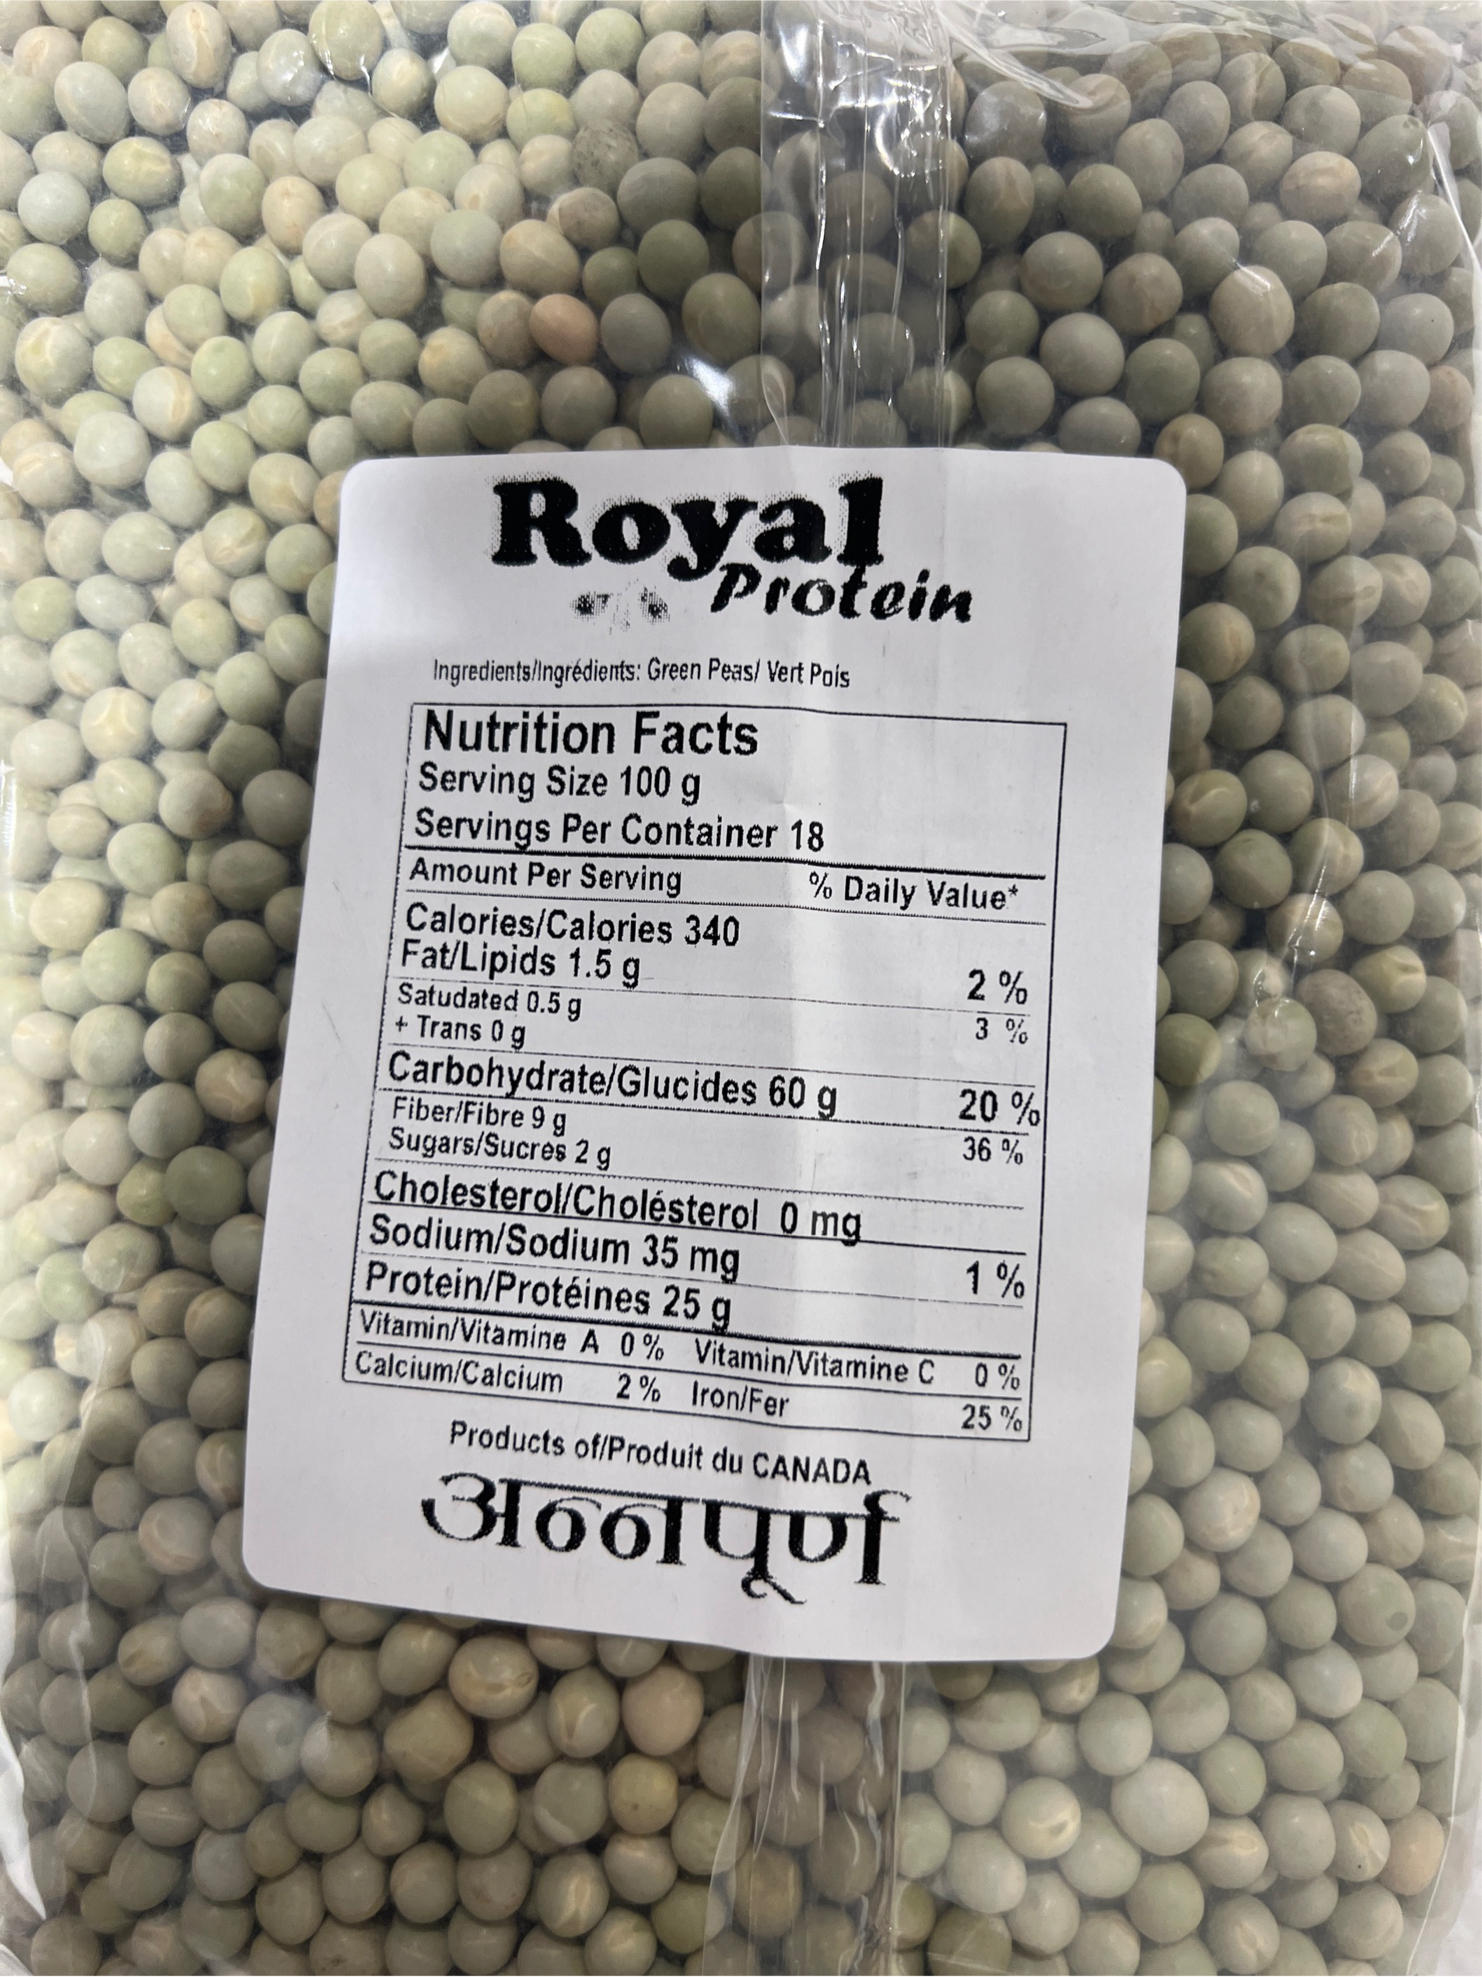 Royal
Protein
Ingredients/Ingrédients: Green Peas/ Vert Pois
Nutrition Facts
Serving Size 100 g
Servings Per Container 18
Amount Per Serving % Daily Value*
Calories/Calories 340
Fat/Lipids 1.5 g 2 %
Satudated 0.5 g 3 %
+ Trans 0 g
Carbohydrate/Glucides 60 g 20 %
Fiber/Fibre 9 g 36 %
Sugars/Sucres 2 g
Cholesterol/Cholésterol 0 mg
Sodium/Sodium 35 mg 1 %
Protein/Protéines 25 g
Vitamin/Vitamine A 0 % Vitamin/Vitamine C 0 %
Calcium/Calcium 2 % Iron/Fer 25 %
Products of/Produit du CANADA
अन्नपूर्ण